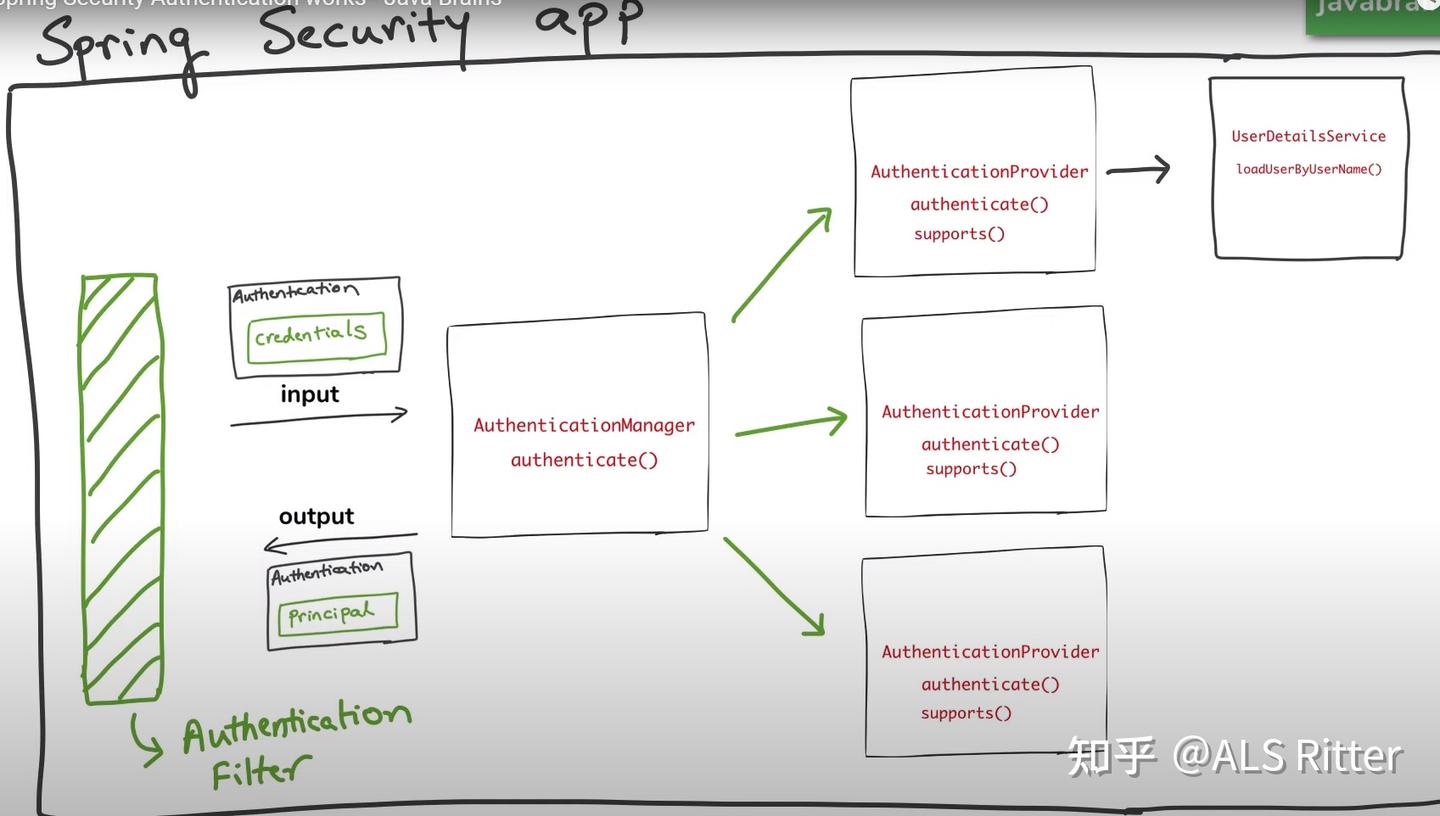 Spring Security Authentication works - Java Brains
javabra
Spring Security app
AuthenticationProvider
authenticate()
supports()
UserDetailsService
loadUserByUserName()
Authentication
credentials
input
AuthenticationManager
authenticate()
AuthenticationProvider
authenticate()
supports()
output
Authentication
principal
AuthenticationProvider
authenticate()
supports()
Authentication
Filter
知乎 @ALS Ritter